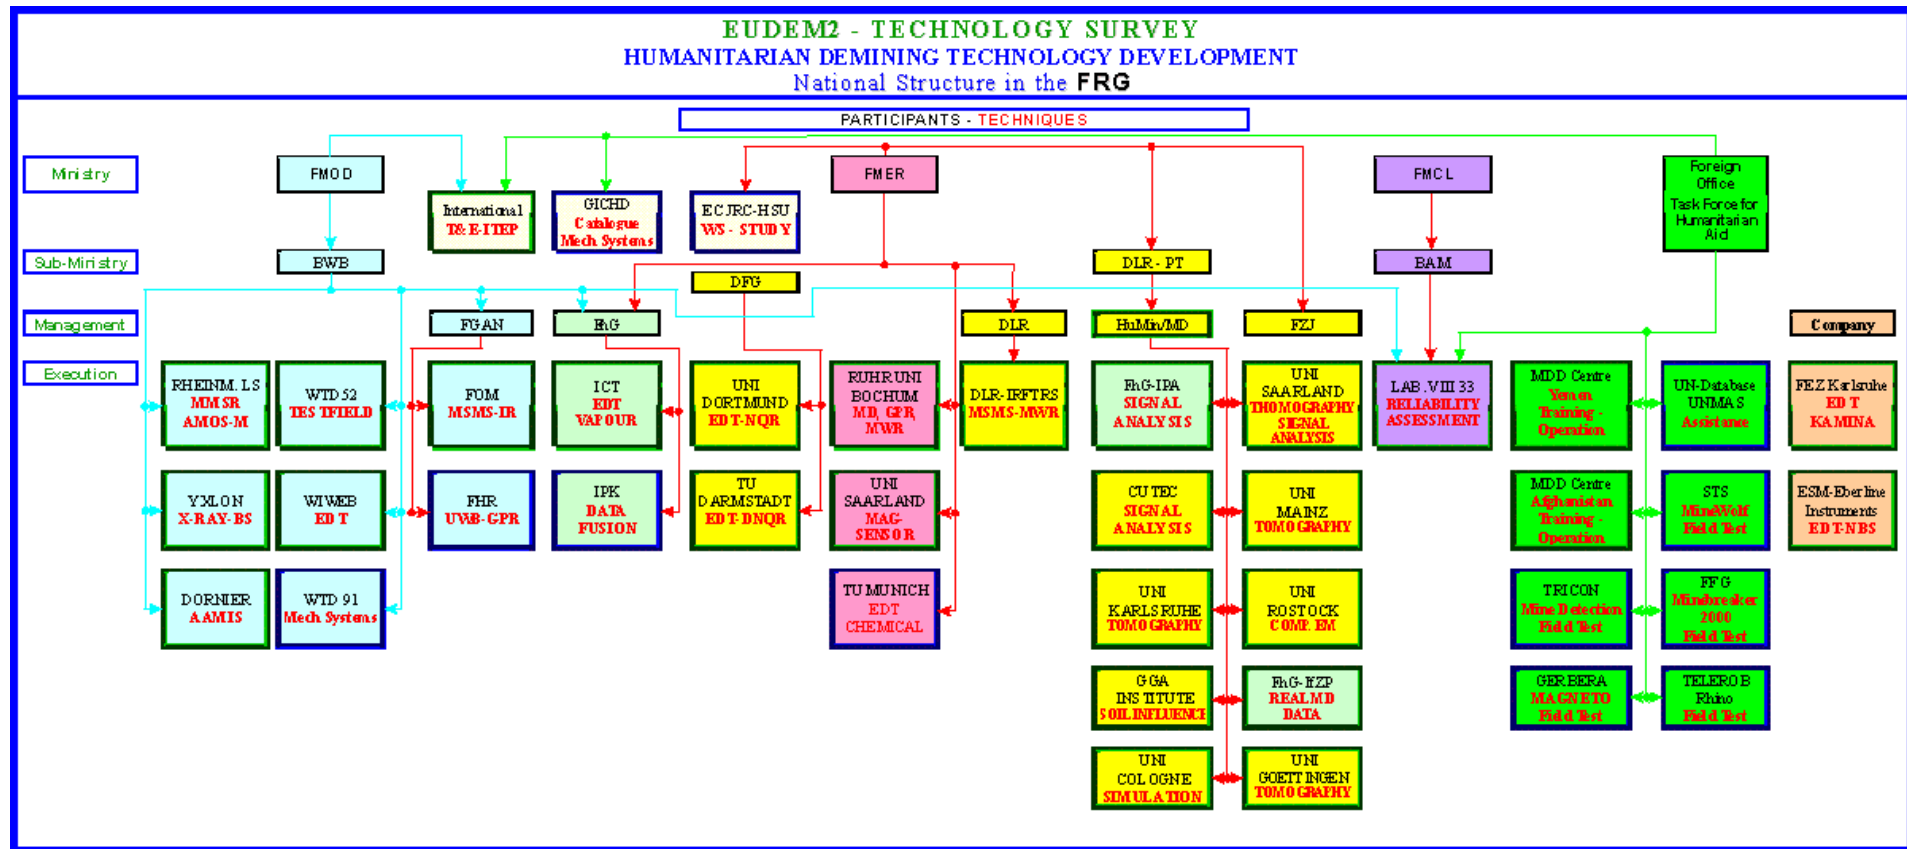 EUDEM2 - TECHNOLOGY SURVEY
HUMANITARIAN DEMINING TECHNOLOGY DEVELOPMENT
National Structure in the FRG
PARTICIPANTS - TECHNIQUES
Ministry
FMOD
International
T&E-ITEP
GICHD
Catalogue
Mech Systems
ECJRC-HSU
WS - STUDY
FMER
FMCL
Foreign
Office
Task Force for
Humanitarian
Aid
Sub-Ministry
BWB
DFG
DLR - PT
BAM
Management
FGAN
FhG
DLR
HuMin/MD
FZJ
Company
Execution
RHEINM. LS
MMSR
AMOS-M
WTD 52
TESTFIELD
FOM
MSMS-IR
ICT
EDT
VAPOUR
UNI
DORTMUND
EDT-NQR
RUHR UNI
BOCHUM
MD, GPR,
MWR
DLR-IRFTRS
MSMS-MWR
FhG-IPA
SIGNAL
ANALYSIS
UNI
SAARLAND
THOMOGRAPHY
SIGNAL
ANALYSIS
LAB. VIII 33
RELIABILITY
ASSESSMENT
MDD Centre
Yemen
Training -
Operation
UN-Database
UNMAS
Assistance
FEZ Karlsruhe
EDT
KAMINA
YXLON
X-RAY-BS
WIWEB
EDT
FHR
UWB-GPR
IPK
DATA
FUSION
TU
DARMSTADT
EDT-DNQR
UNI
SAARLAND
MAG-
SENSOR
CUTEC
SIGNAL
ANALYSIS
UNI
MAINZ
TOMOGRAPHY
MDD Centre
Afghanistan
Training -
Operation
STS
MineWolf
Field Test
ESM-Eberline
Instruments
EDT-NBS
DORNIER
AAMIS
WTD 91
Mech Systems
TU MUNICH
EDT
CHEMICAL
UNI
KARLSRUHE
TOMOGRAPHY
UNI
ROSTOCK
COMP. EM
TRICON
Mine Detection
Field Test
FFG
Minebreaker
2000
Field Test
GGA
INSTITUTE
SOIL INFLUENCE
FhG-IfZP
REAL MD
DATA
GERBERA
MAGNETO
Field Test
TELEROB
Rhino
Field Test
UNI
COLOGNE
SIMULATION
UNI
GOETTINGEN
TOMOGRAPHY